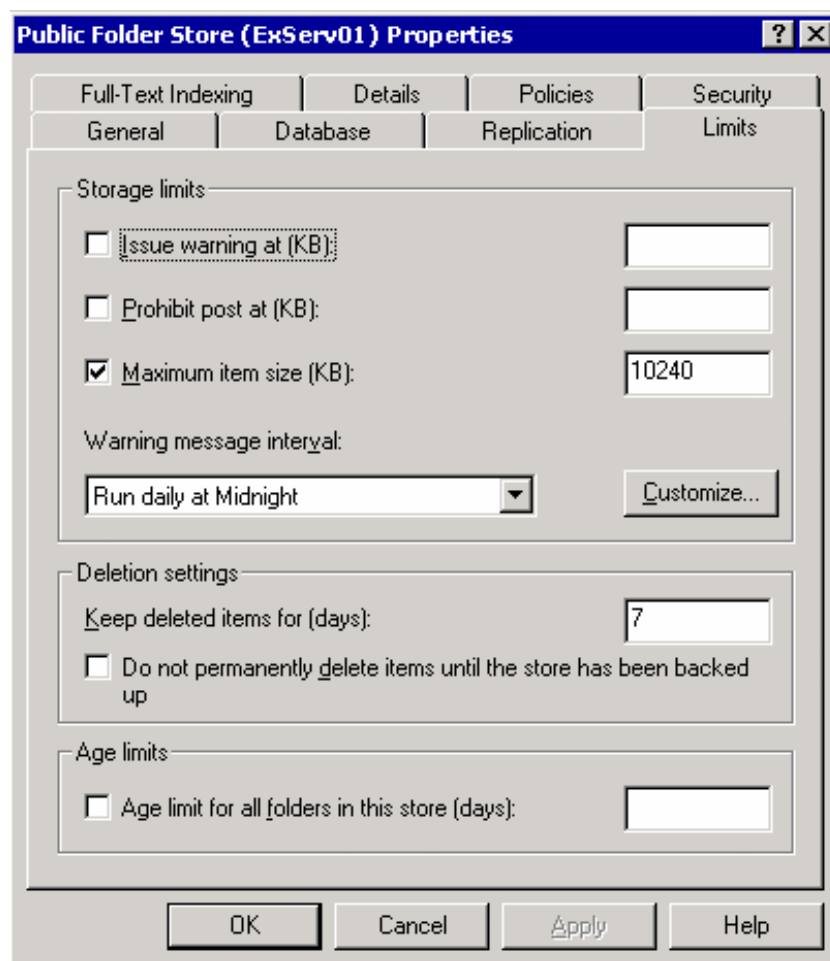 Public Folder Store (ExServ01) Properties
Full-Text Indexing Details Policies Security
General Database Replication Limits
Storage limits
Issue warning at (KB):
Prohibit post at (KB):
Maximum item size (KB): 10240
Warning message interval:
Run daily at Midnight Customize...
Deletion settings
Keep deleted items for (days): 7
Do not permanently delete items until the store has been backed
up
Age limits
Age limit for all folders in this store (days):
OK Cancel Apply Help